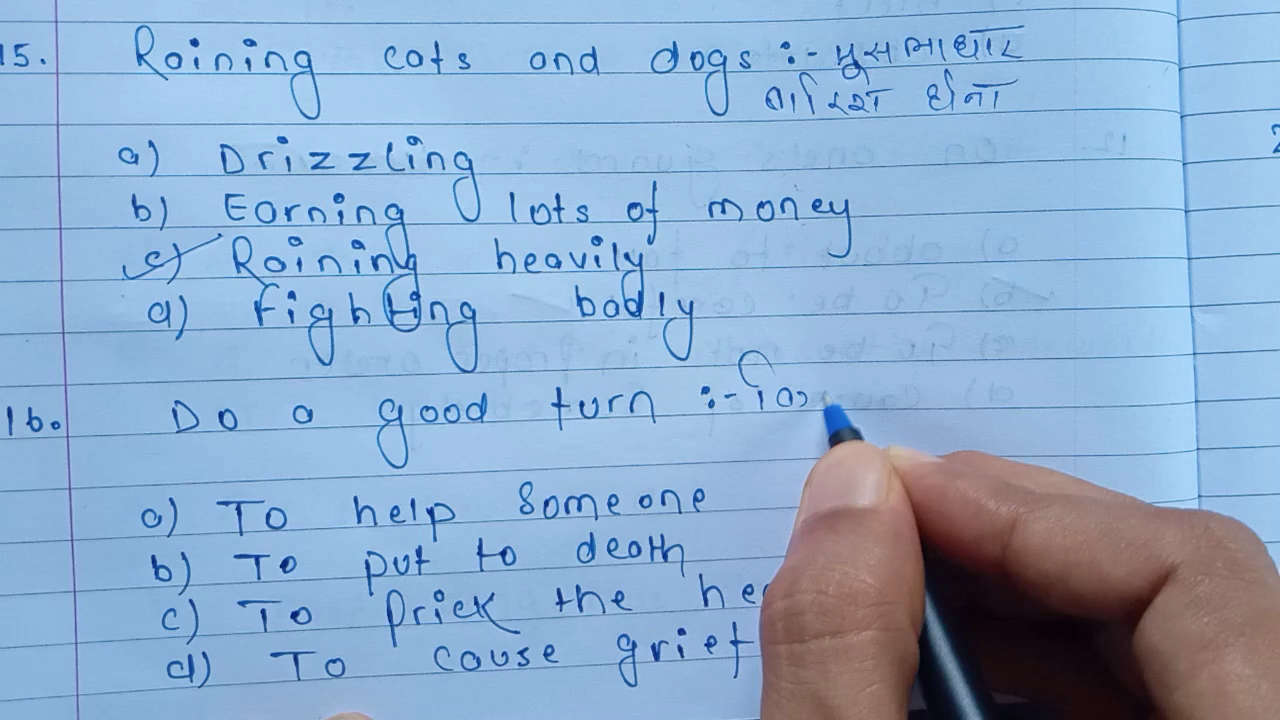 15. Raining cats and dogs :- मुसलाधार
बारिश होना
a) Drizzling
b) Earning lots of money
c) Raining heavily
d) Fighting badly
16. Do a good turn :-
a) To help someone
b) To put to death
c) To prick the
d) To cause grief